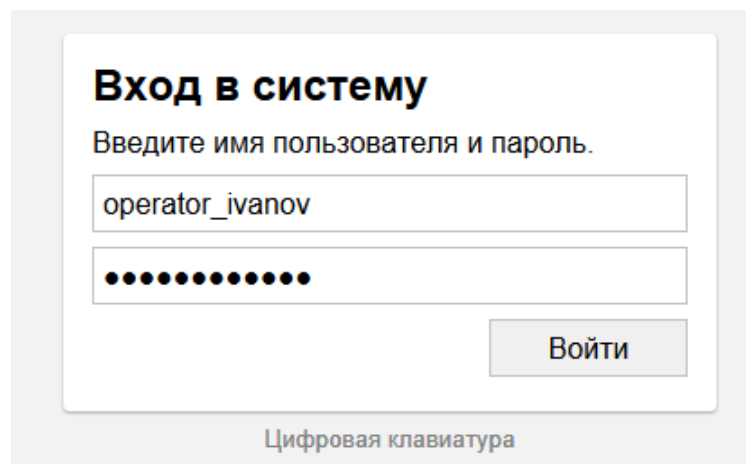 Вход в систему
Введите имя пользователя и пароль.
operator_ivanov
●●●●●●●●●●●●
Войти
Цифровая клавиатура